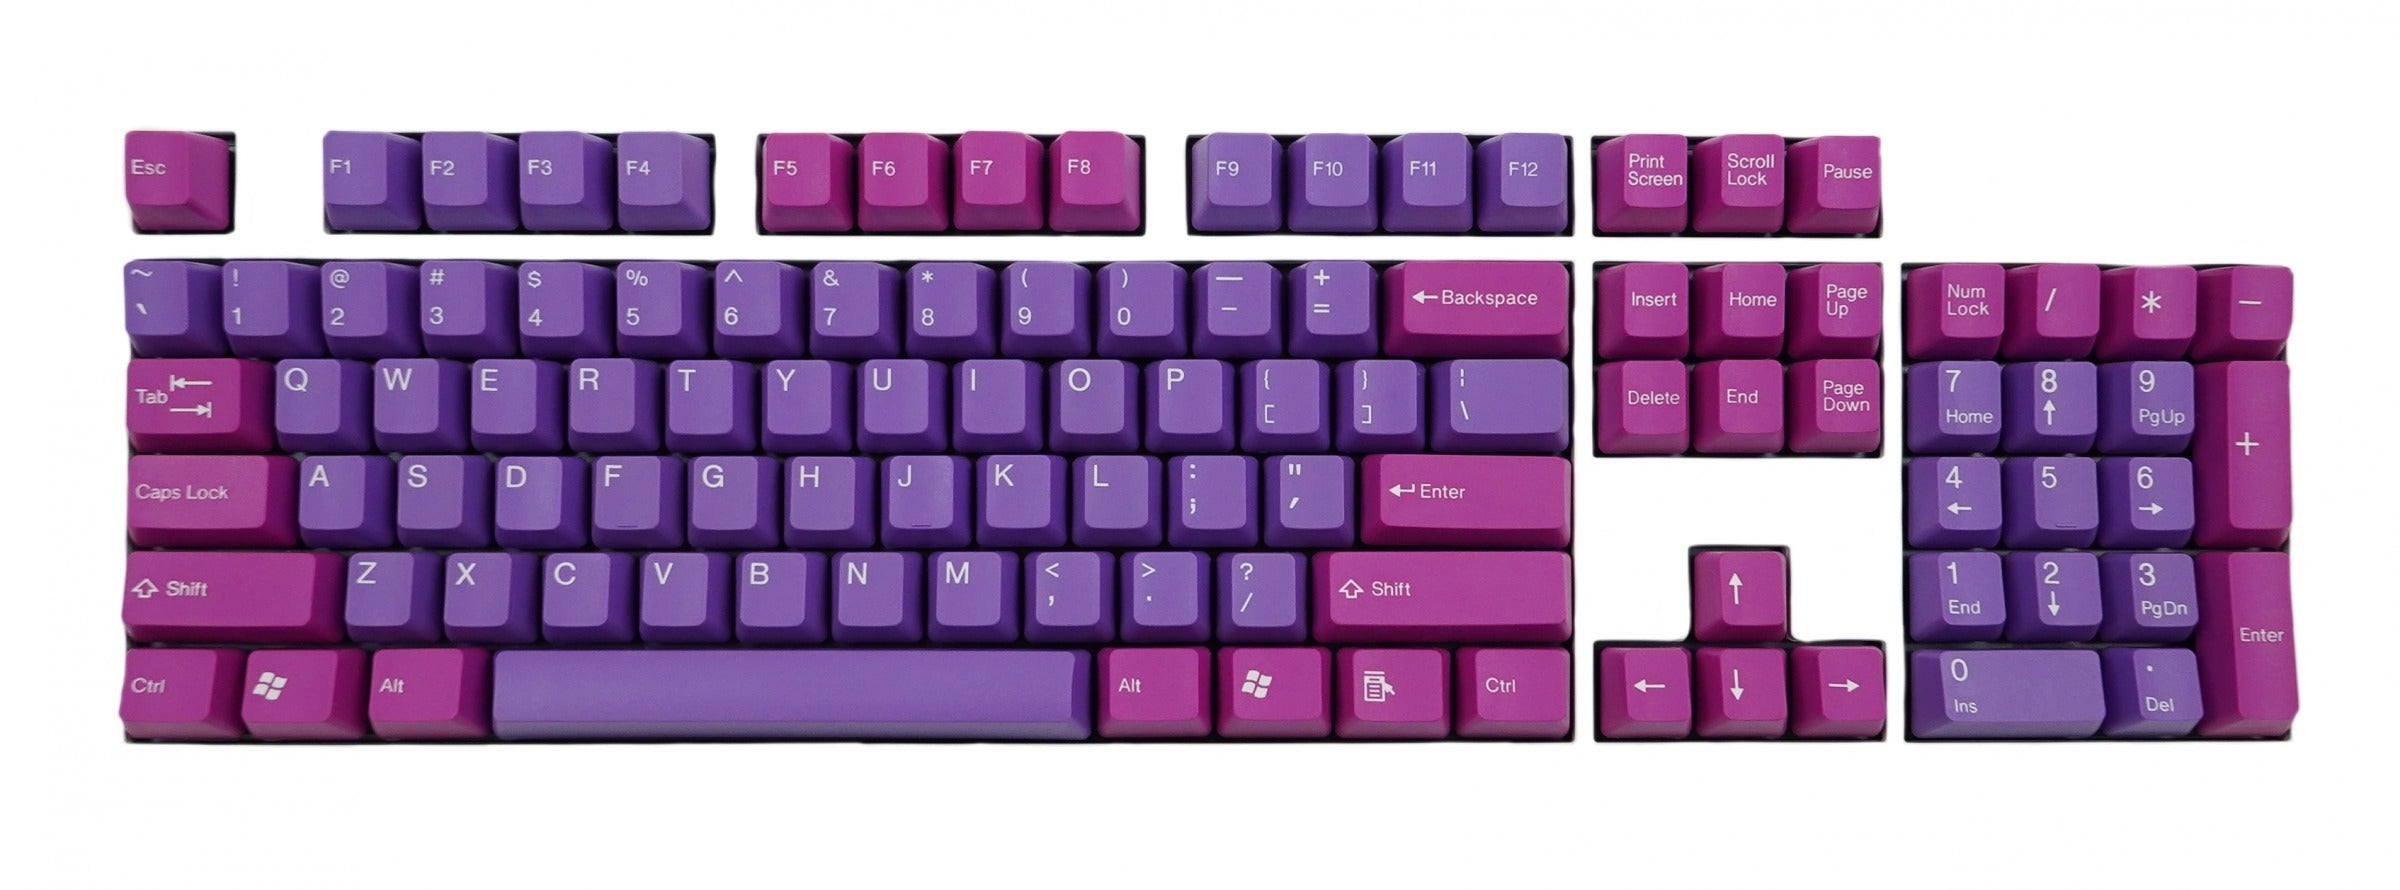 Esc F1 F2 F3 F4 F5 F6 F7 F8 F9 F10 F11 F12 Print Screen Scroll Lock Pause
~ ` ! 1 @ 2 # 3 $ 4 % 5 ^ 6 & 7 * 8 ( 9 ) 0 — - + = ← Backspace Insert Home Page Up Num Lock / * −
Tab Q W E R T Y U I O P { [ } ] ¦ \ Delete End Page Down 7 Home 8 ↑ 9 PgUp +
Caps Lock A S D F G H J K L : ; " ' ↵ Enter 4 ← 5 6 →
⇧ Shift Z X C V B N M < , > . ? / ⇧ Shift ↑ 1 End 2 ↓ 3 PgDn Enter
Ctrl Alt Alt Ctrl ← ↓ → 0 Ins . Del